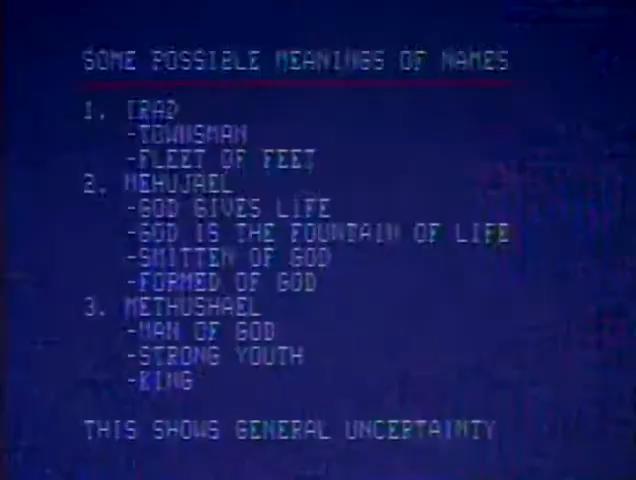 SOME POSSIBLE MEANINGS OF NAMES
1. IRAD
-TOWNSMAN
-FLEET OF FEET
2. MEHUJAEL
-GOD GIVES LIFE
-GOD IS THE FOUNTAIN OF LIFE
-SMITTEN OF GOD
-FORMED OF GOD
3. METHUSHAEL
-MAN OF GOD
-STRONG YOUTH
-KING
THIS SHOWS GENERAL UNCERTAINTY